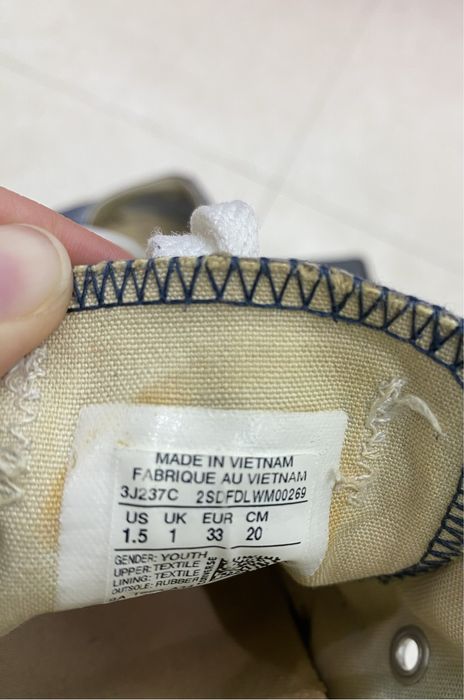 MADE IN VIETNAM
FABRIQUE AU VIETNAM
3J237C 2SDFDLWM00269
US UK EUR CM
1.5 1 33 20
GENDER: YOUTH
UPPER: TEXTILE
LINING: TEXTILE
OUTSOLE: RUBBER
CONVERSE